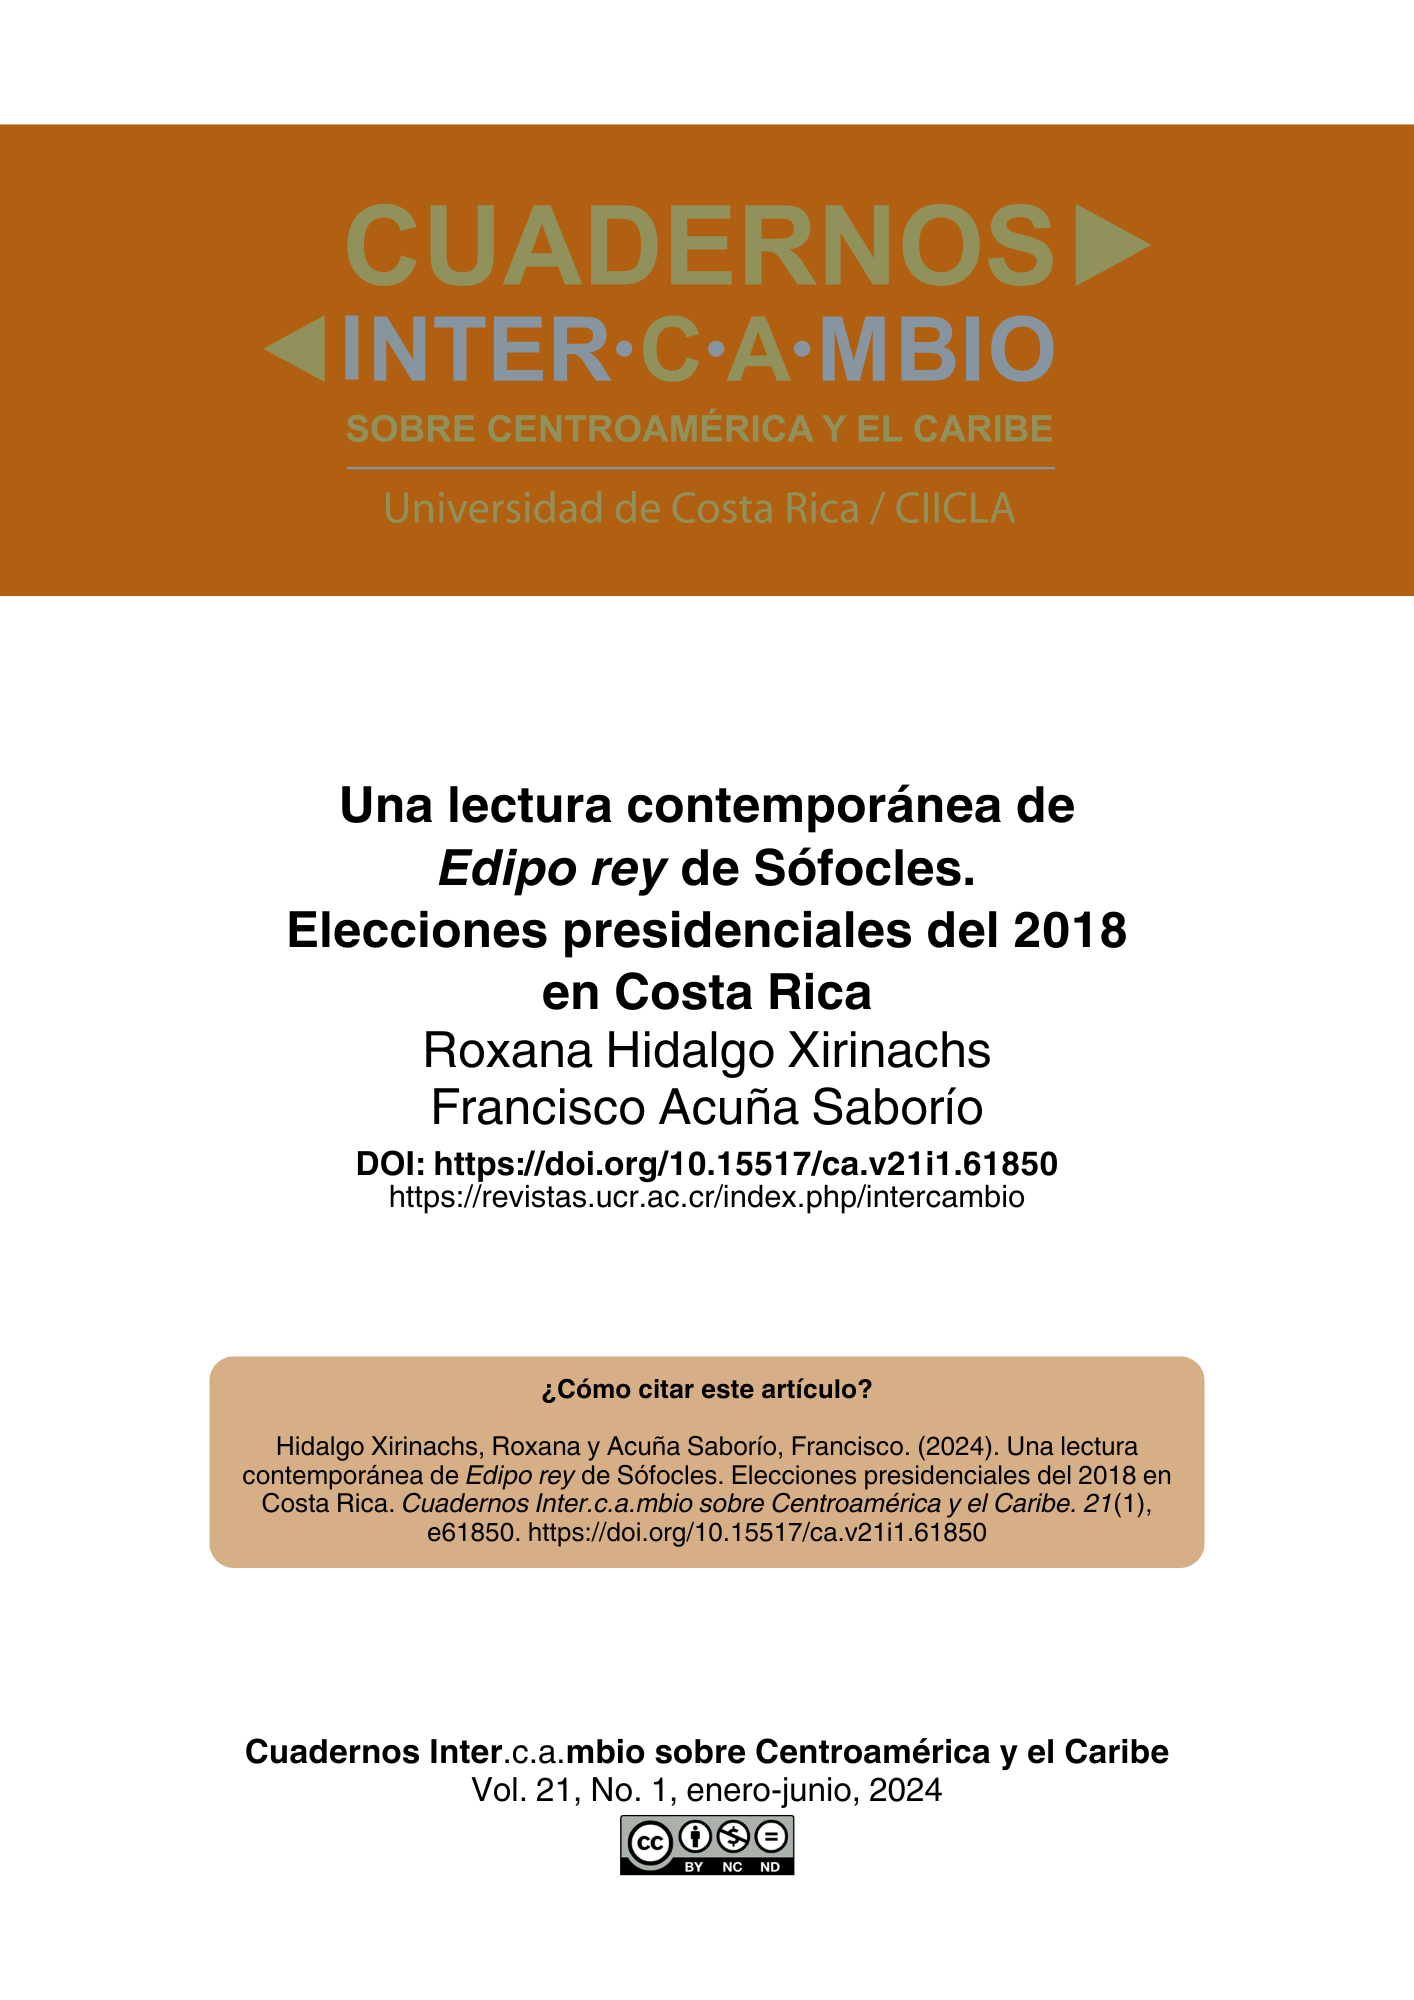 CUADERNOS
INTER·C·A·MBIO
SOBRE CENTROAMÉRICA Y EL CARIBE
Universidad de Costa Rica / CIICLA
Una lectura contemporánea de
Edipo rey de Sófocles.
Elecciones presidenciales del 2018
en Costa Rica
Roxana Hidalgo Xirinachs
Francisco Acuña Saborío
DOI: https://doi.org/10.15517/ca.v21i1.61850
https://revistas.ucr.ac.cr/index.php/intercambio
¿Cómo citar este artículo?
Hidalgo Xirinachs, Roxana y Acuña Saborío, Francisco. (2024). Una lectura
contemporánea de Edipo rey de Sófocles. Elecciones presidenciales del 2018 en
Costa Rica. Cuadernos Inter.c.a.mbio sobre Centroamérica y el Caribe. 21(1),
e61850. https://doi.org/10.15517/ca.v21i1.61850
Cuadernos Inter.c.a.mbio sobre Centroamérica y el Caribe
Vol. 21, No. 1, enero-junio, 2024
cc BY NC ND